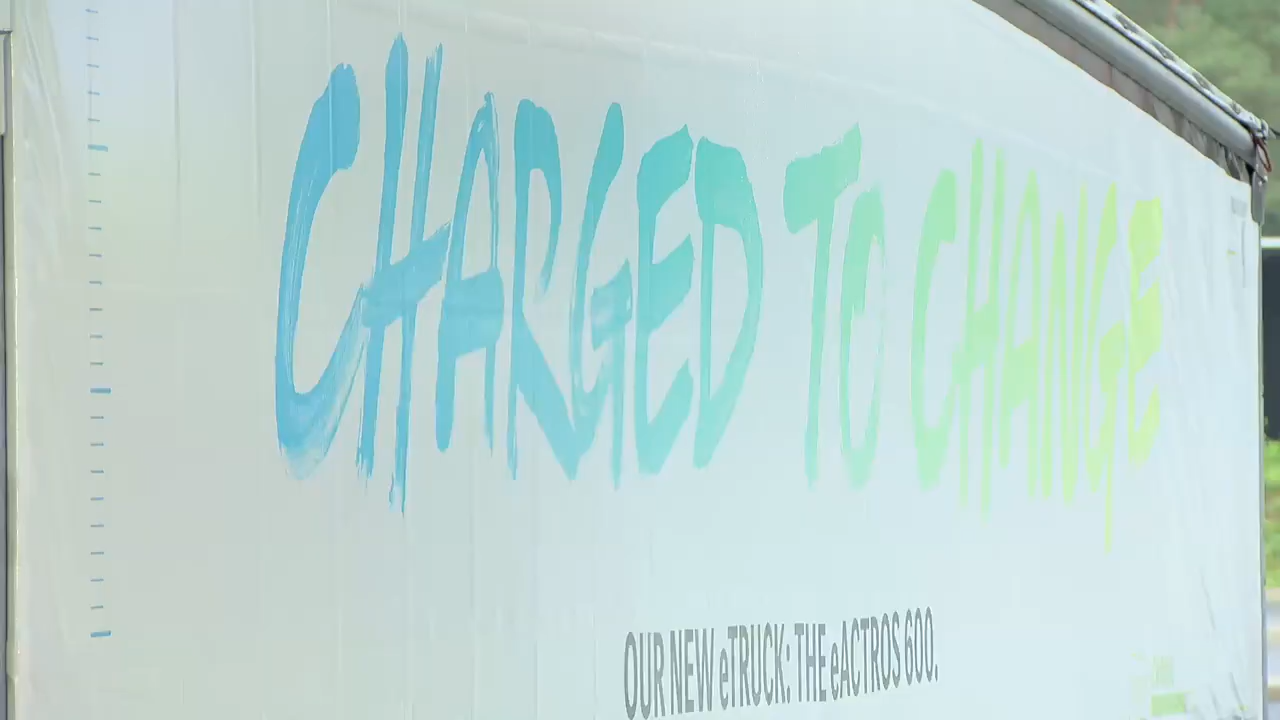 CHARGED TO CHANGE
OUR NEW eTRUCK: THE eACTROS 600.